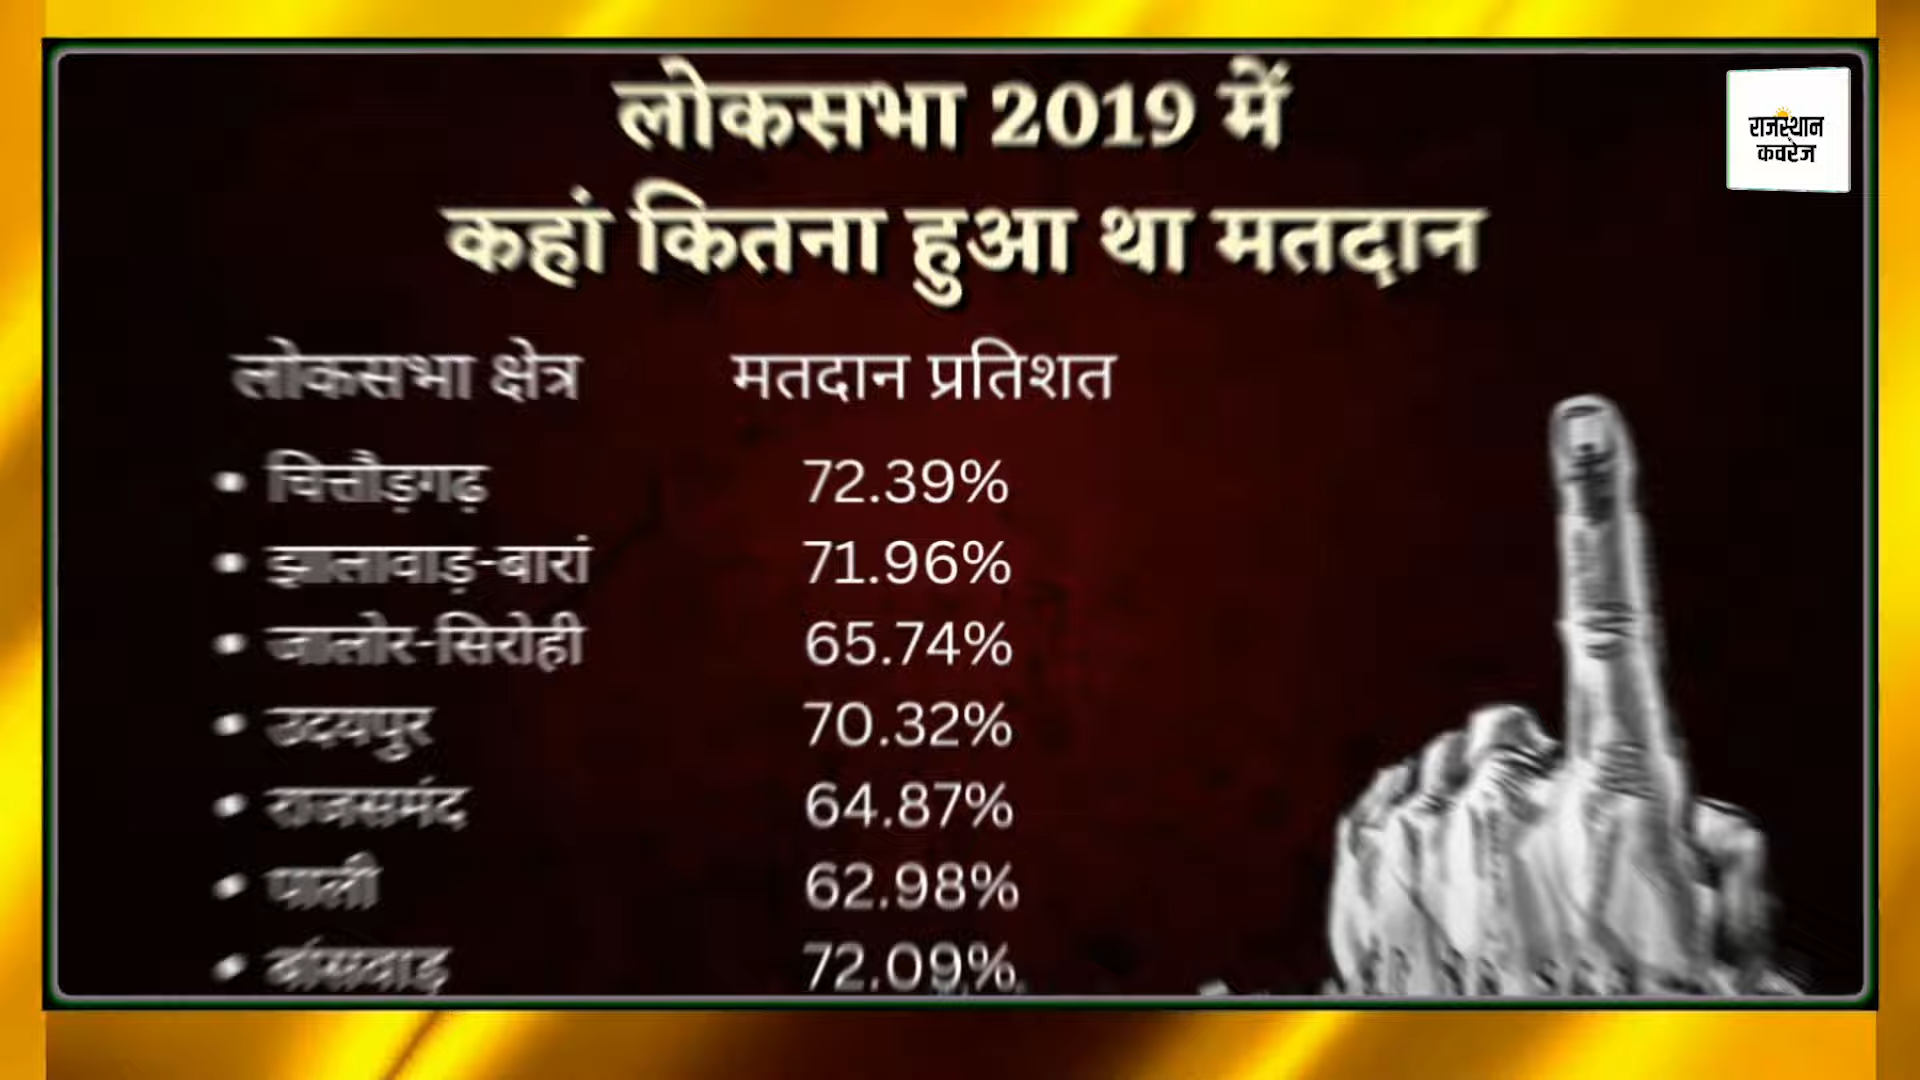 लोकसभा 2019 में
कहां कितना हुआ था मतदान
राजस्थान
कवरेज
लोकसभा क्षेत्र मतदान प्रतिशत
• चित्तौड़गढ़ 72.39%
• झालावाड़-बारां 71.96%
• जालोर-सिरोही 65.74%
• उदयपुर 70.32%
• राजसमंद 64.87%
• पाली 62.98%
• बांसवाड़ 72.09%